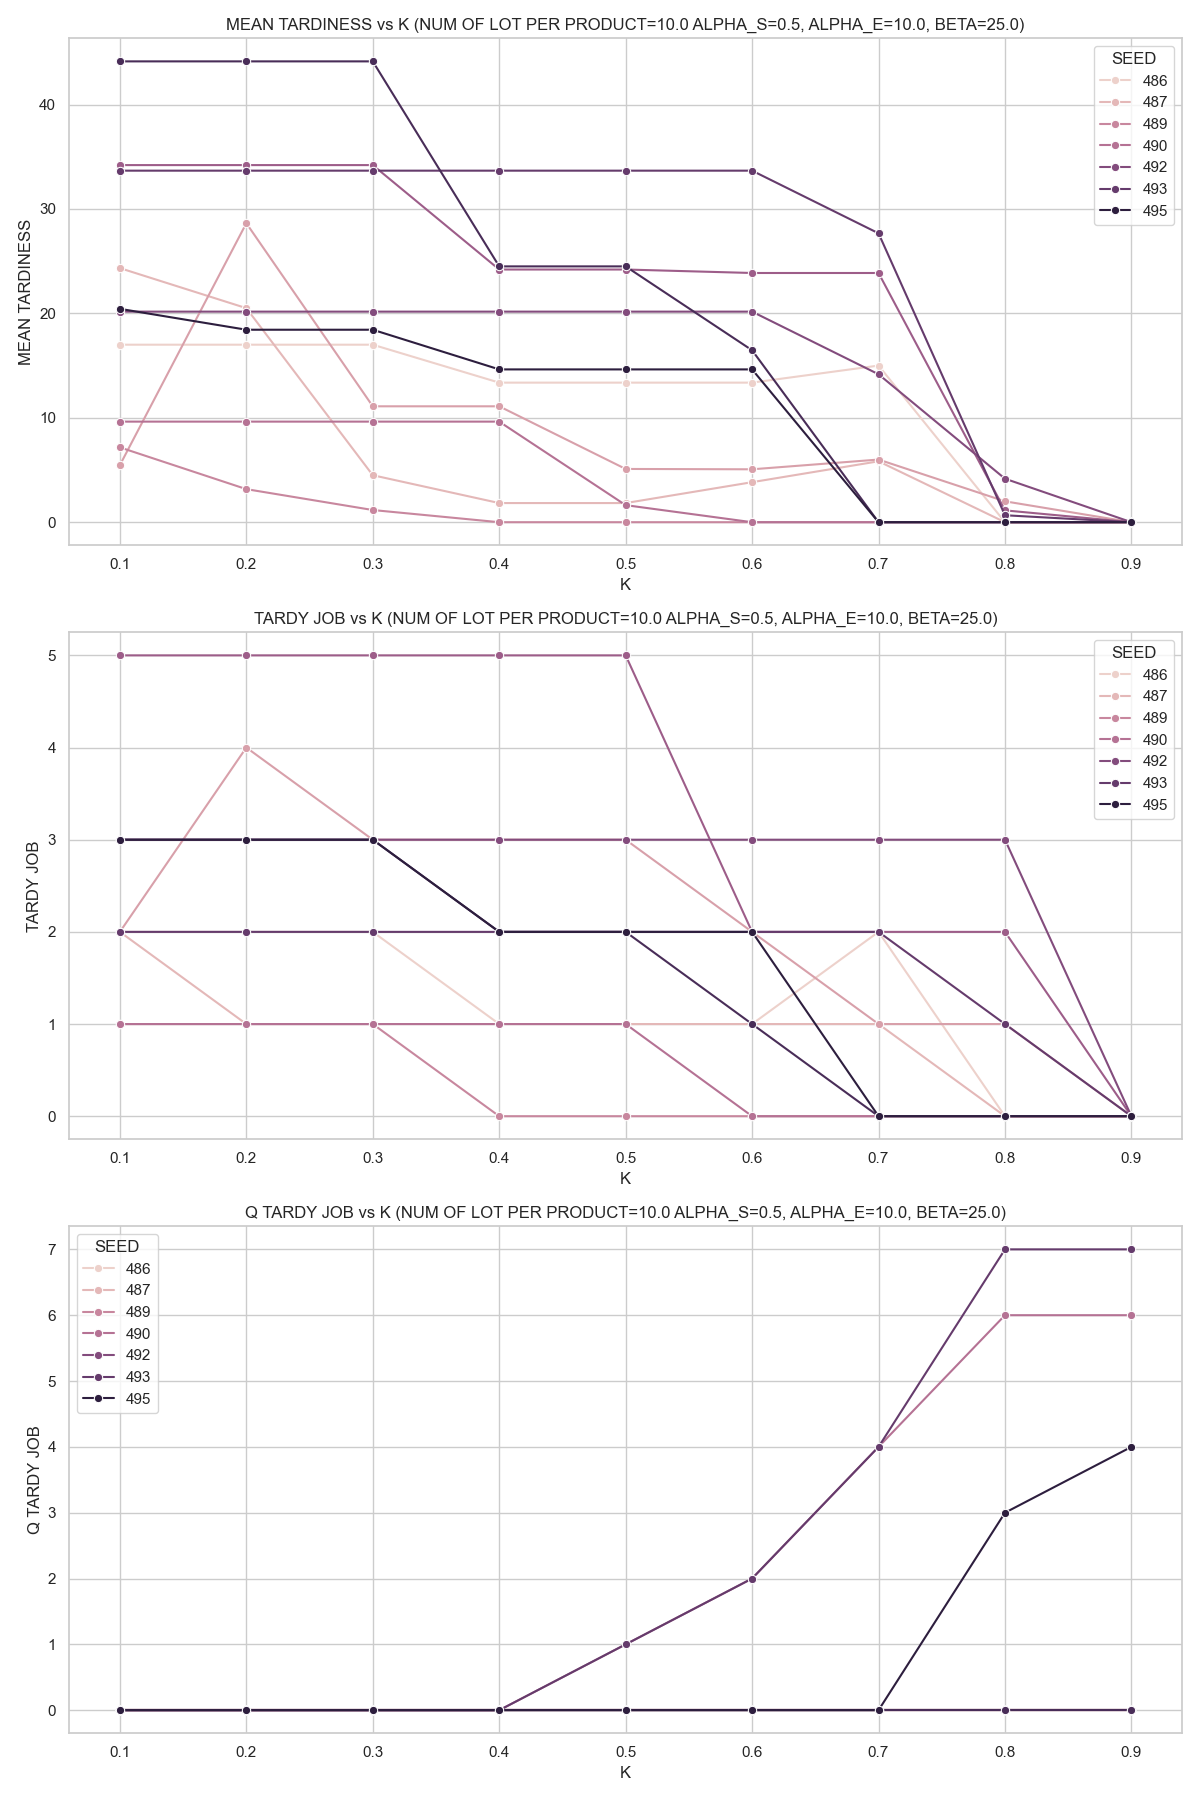 MEAN TARDINESS vs K (NUM OF LOT PER PRODUCT=10.0 ALPHA_S=0.5, ALPHA_E=10.0, BETA=25.0)
MEAN TARDINESS
40
30
20
10
0
SEED
486
487
489
490
492
493
495
0.1 0.2 0.3 0.4 0.5 0.6 0.7 0.8 0.9
K
TARDY JOB vs K (NUM OF LOT PER PRODUCT=10.0 ALPHA_S=0.5, ALPHA_E=10.0, BETA=25.0)
TARDY JOB
5
4
3
2
1
0
SEED
486
487
489
490
492
493
495
0.1 0.2 0.3 0.4 0.5 0.6 0.7 0.8 0.9
K
Q TARDY JOB vs K (NUM OF LOT PER PRODUCT=10.0 ALPHA_S=0.5, ALPHA_E=10.0, BETA=25.0)
Q TARDY JOB
7
6
5
4
3
2
1
0
SEED
486
487
489
490
492
493
495
0.1 0.2 0.3 0.4 0.5 0.6 0.7 0.8 0.9
K